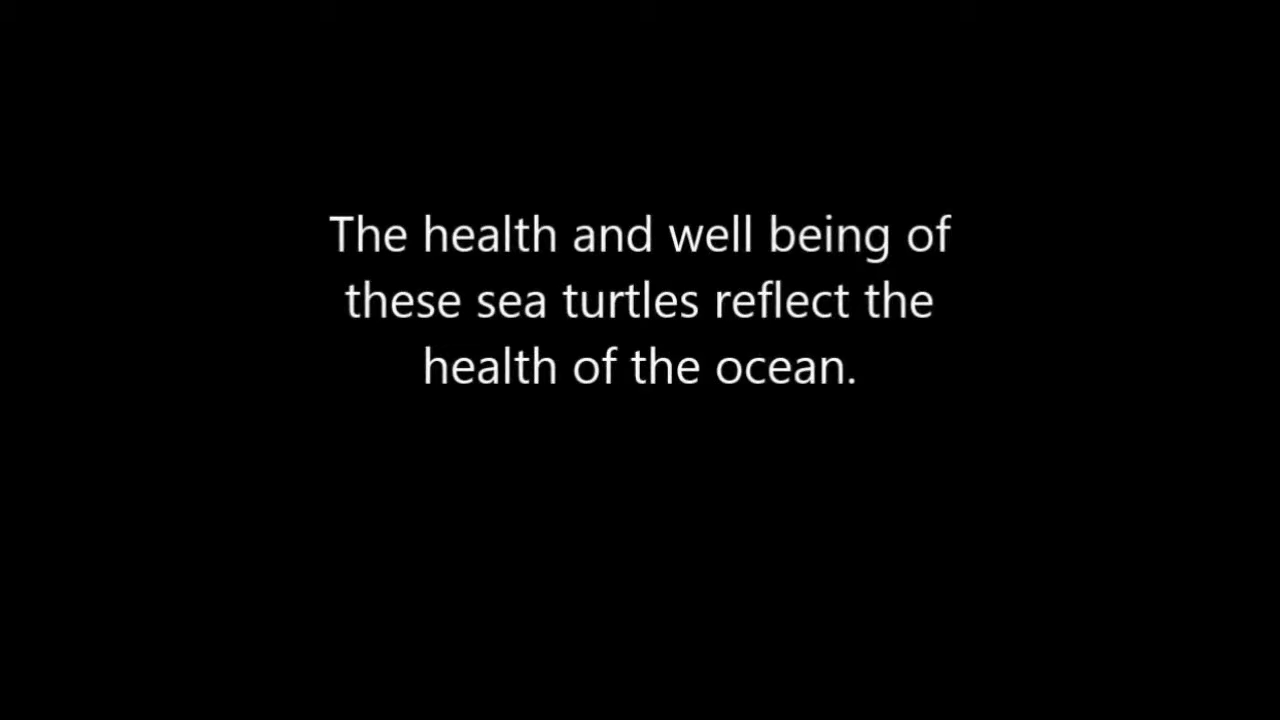 The health and well being of
these sea turtles reflect the
health of the ocean.